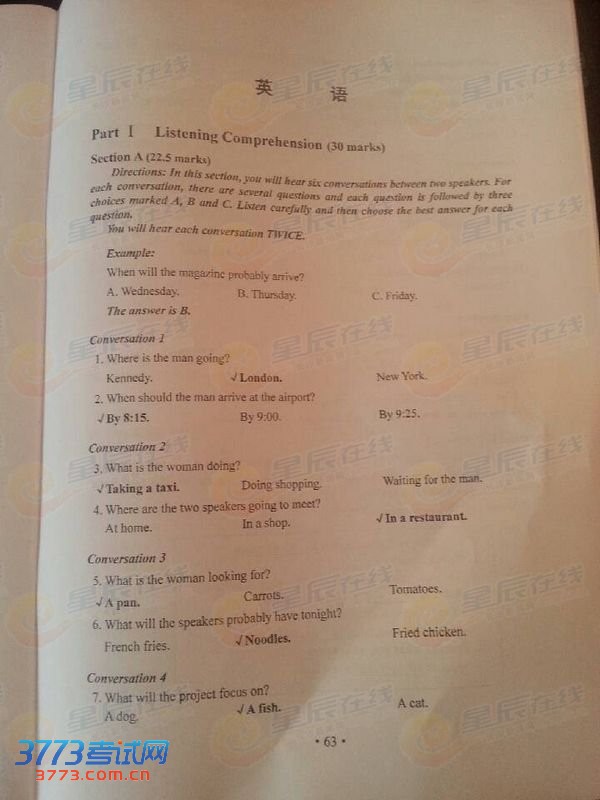 英 语
Part Ⅰ Listening Comprehension (30 marks)
Section A (22.5 marks)
Directions: In this section, you will hear six conversations between two speakers. For
each conversation, there are several questions and each question is followed by three
choices marked A, B and C. Listen carefully and then choose the best answer for each
question.
You will hear each conversation TWICE.
Example:
When will the magazine probably arrive?
A. Wednesday. B. Thursday. C. Friday.
The answer is B.
Conversation 1
1. Where is the man going?
Kennedy. √London. New York.
2. When should the man arrive at the airport?
√By 8:15. By 9:00. By 9:25.
Conversation 2
3. What is the woman doing?
√Taking a taxi. Doing shopping. Waiting for the man.
4. Where are the two speakers going to meet?
At home. In a shop. √In a restaurant.
Conversation 3
5. What is the woman looking for?
√A pan. Carrots. Tomatoes.
6. What will the speakers probably have tonight?
French fries. √Noodles. Fried chicken.
Conversation 4
7. What will the project focus on?
A dog. √A fish. A cat.
· 63 ·
3773考试网
3773.com.cn
星辰在线